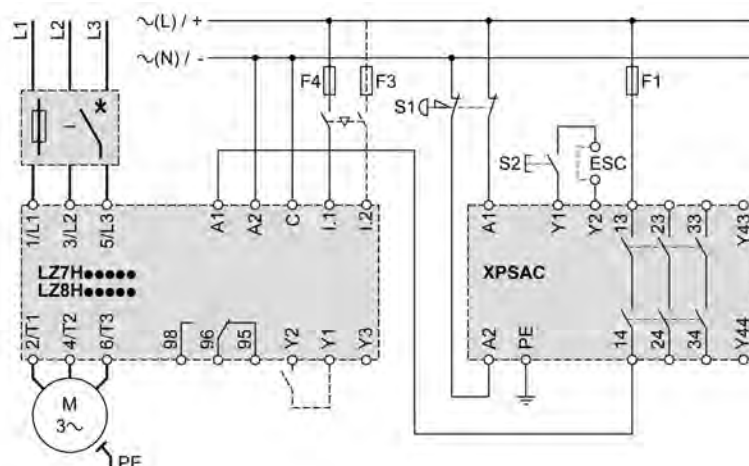 L1 L2 L3
∿(L) / +
∿(N) / -
F4 F3 S1 F1
*
S2 ESC
1/L1 3/L2 5/L3 A1 A2 C I.1 I.2 A1 Y1 Y2 13 23 33 Y43
LZ7H●●●●●
LZ8H●●●●●
XPSAC
2/T1 4/T2 6/T3 98 96 95 Y2 Y1 Y3 A2 PE 14 24 34 Y44
M
3∿
PE